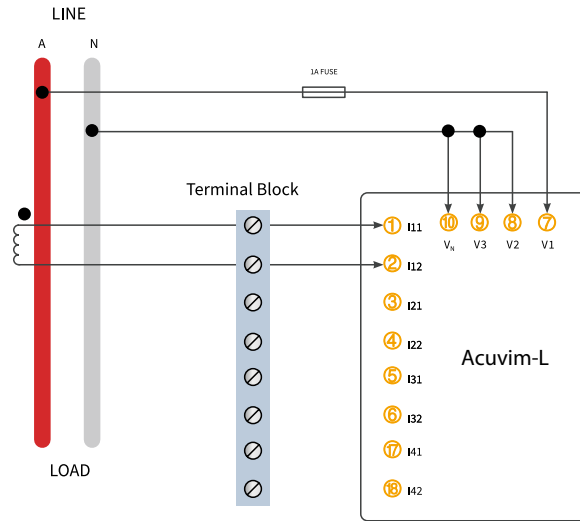 LINE
A N
1A FUSE
Terminal Block
10 9 8 7
VN V3 V2 V1
1 I11
2 I12
3 I21
4 I22
Acuvim-L
5 I31
6 I32
17 I41
18 I42
LOAD